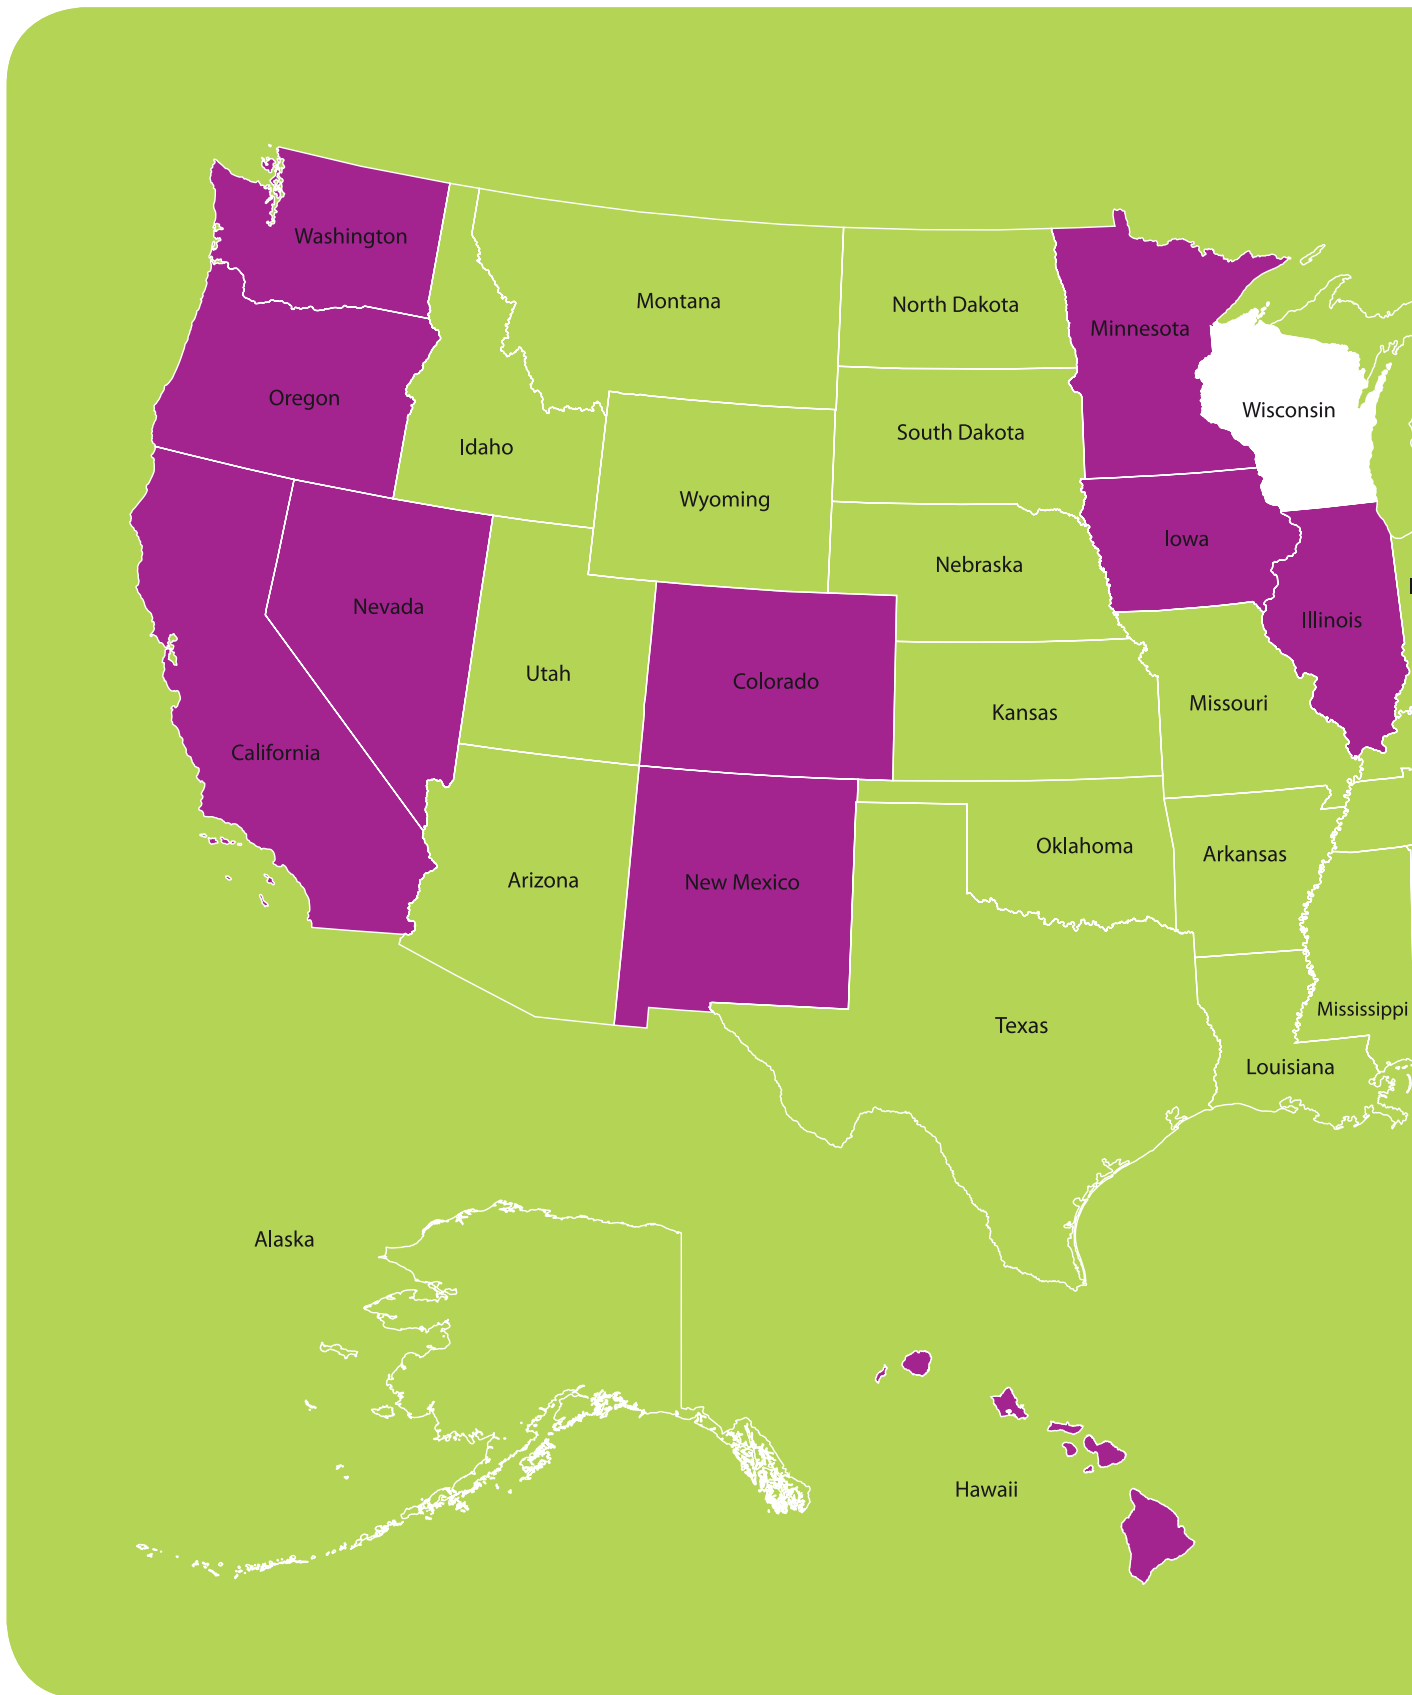 Washington
Montana
North Dakota
Minnesota
Oregon
Idaho
South Dakota
Wisconsin
Wyoming
Iowa
Nebraska
Nevada
Illinois
Utah
Colorado
Kansas
Missouri
California
Oklahoma
Arkansas
Arizona
New Mexico
Mississippi
Texas
Louisiana
Alaska
Hawaii